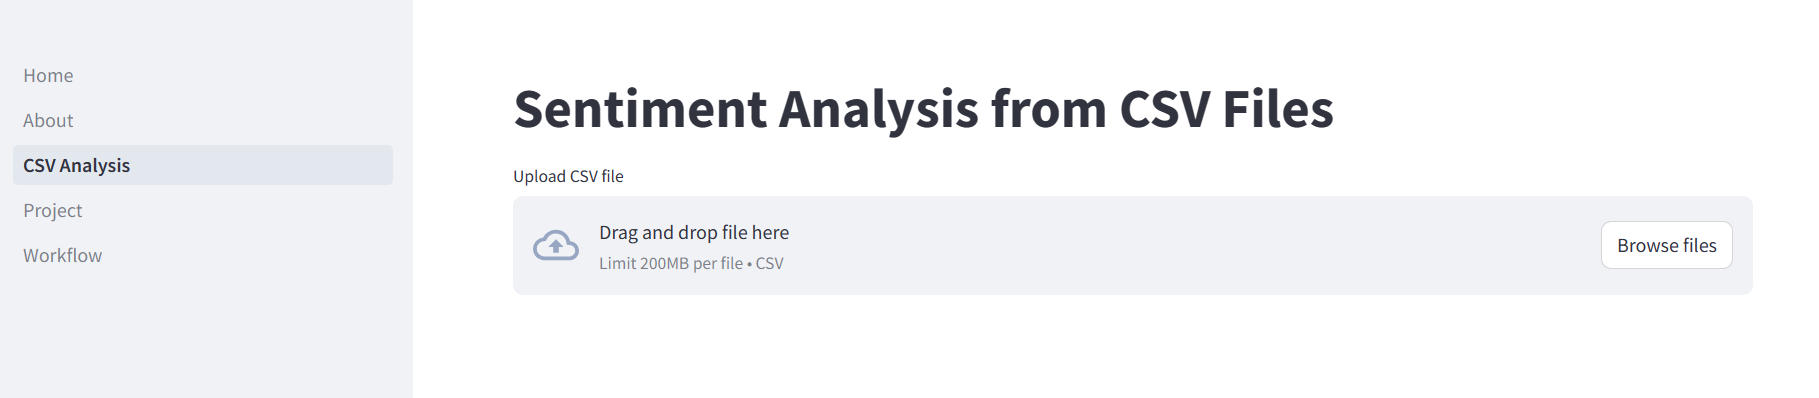 Home
About
CSV Analysis
Project
Workflow
Sentiment Analysis from CSV Files
Upload CSV file
Drag and drop file here
Limit 200MB per file • CSV
Browse files